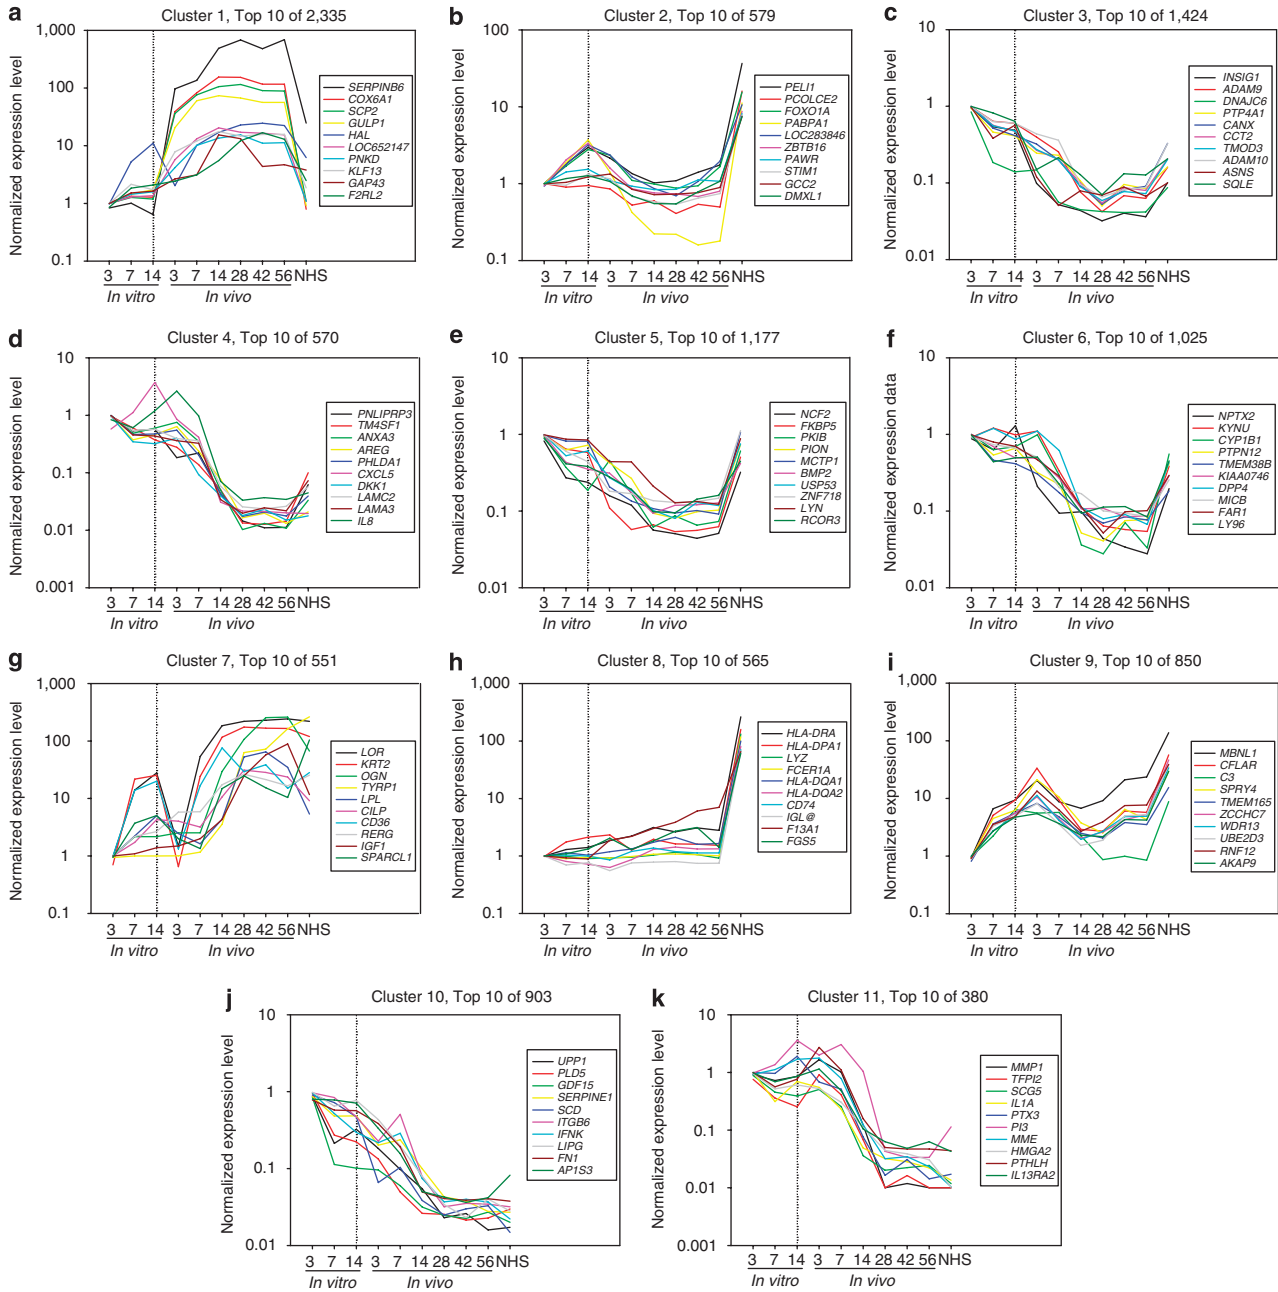 a
Cluster 1, Top 10 of 2,335
Normalized expression level
1,000
100
10
1
0.1
3 7 14 3 7 14 28 42 56 NHS
In vitro In vivo
SERPINB6
COX6A1
SCP2
GULP1
HAL
LOC652147
PNKD
KLF13
GAP43
F2RL2
b
Cluster 2, Top 10 of 579
Normalized expression level
100
10
1
0.1
3 7 14 3 7 14 28 42 56 NHS
In vitro In vivo
PELI1
PCOLCE2
FOXO1A
PABPA1
LOC283846
ZBTB16
PAWR
STIM1
GCC2
DMXL1
c
Cluster 3, Top 10 of 1,424
Normalized expression level
10
1
0.1
0.01
3 7 14 3 7 14 28 42 56 NHS
In vitro In vivo
INSIG1
ADAM9
DNAJC6
PTP4A1
CANX
CCT2
TMOD3
ADAM10
ASNS
SQLE
d
Cluster 4, Top 10 of 570
Normalized expression level
10
1
0.1
0.01
0.001
3 7 14 3 7 14 28 42 56 NHS
In vitro In vivo
PNLIPRP3
TM4SF1
ANXA3
AREG
PHLDA1
CXCL5
DKK1
LAMC2
LAMA3
IL8
e
Cluster 5, Top 10 of 1,177
Normalized expression level
10
1
0.1
0.01
3 7 14 3 7 14 28 42 56 NHS
In vitro In vivo
NCF2
FKBP5
PKIB
PION
MCTP1
BMP2
USP53
ZNF718
LYN
RCOR3
f
Cluster 6, Top 10 of 1,025
Normalized expression data
10
1
0.1
0.01
3 7 14 3 7 14 28 42 56 NHS
In vitro In vivo
NPTX2
KYNU
CYP1B1
PTPN12
TMEM38B
KIAA0746
DPP4
MICB
FAR1
LY96
g
Cluster 7, Top 10 of 551
Normalized expression level
1,000
100
10
1
0.1
3 7 14 3 7 14 28 42 56 NHS
In vitro In vivo
LOR
KRT2
OGN
TYRP1
LPL
CILP
CD36
RERG
IGF1
SPARCL1
h
Cluster 8, Top 10 of 565
Normalized expression level
1,000
100
10
1
0.1
3 7 14 3 7 14 28 42 56 NHS
In vitro In vivo
HLA-DRA
HLA-DPA1
LYZ
FCER1A
HLA-DQA1
HLA-DQA2
CD74
IGL@
F13A1
FGS5
i
Cluster 9, Top 10 of 850
Normalized expression level
1,000
100
10
1
0.1
3 7 14 3 7 14 28 42 56 NHS
In vitro In vivo
MBNL1
CFLAR
C3
SPRY4
TMEM165
ZCCHC7
WDR13
UBE2D3
RNF12
AKAP9
j
Cluster 10, Top 10 of 903
Normalized expression level
10
1
0.1
0.01
3 7 14 3 7 14 28 42 56 NHS
In vitro In vivo
UPP1
PLD5
GDF15
SERPINE1
SCD
ITGB6
IFNK
LIPG
FN1
AP1S3
k
Cluster 11, Top 10 of 380
Normalized expression level
10
1
0.1
0.01
0.001
3 7 14 3 7 14 28 42 56 NHS
In vitro In vivo
MMP1
TFPI2
SCG5
IL1A
PTX3
PI3
MME
HMGA2
PTHLH
IL13RA2